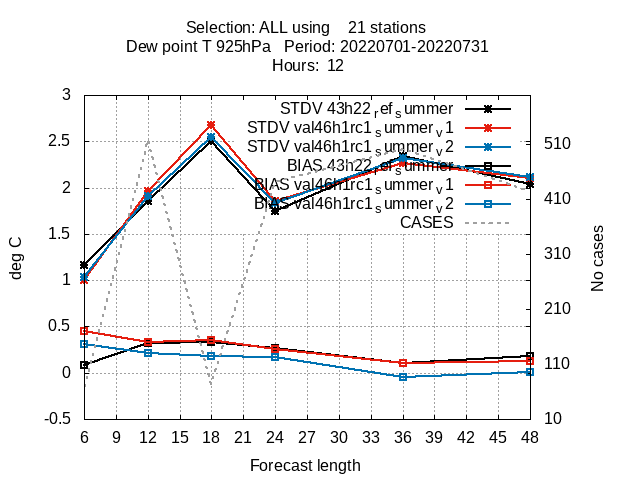 Selection: ALL using 21 stations
Dew point T 925hPa Period: 20220701-20220731
Hours: 12
3
2.5
2
1.5
1
0.5
0
-0.5
deg C
STDV 43h22_ref_summer
STDV val46h1rc1_summer_v1
STDV val46h1rc1_summer_v2
BIAS 43h22_ref_summer
BIAS val46h1rc1_summer_v1
BIAS val46h1rc1_summer_v2
CASES
510
410
310
210
110
10
No cases
6 9 12 15 18 21 24 27 30 33 36 39 42 45 48
Forecast length